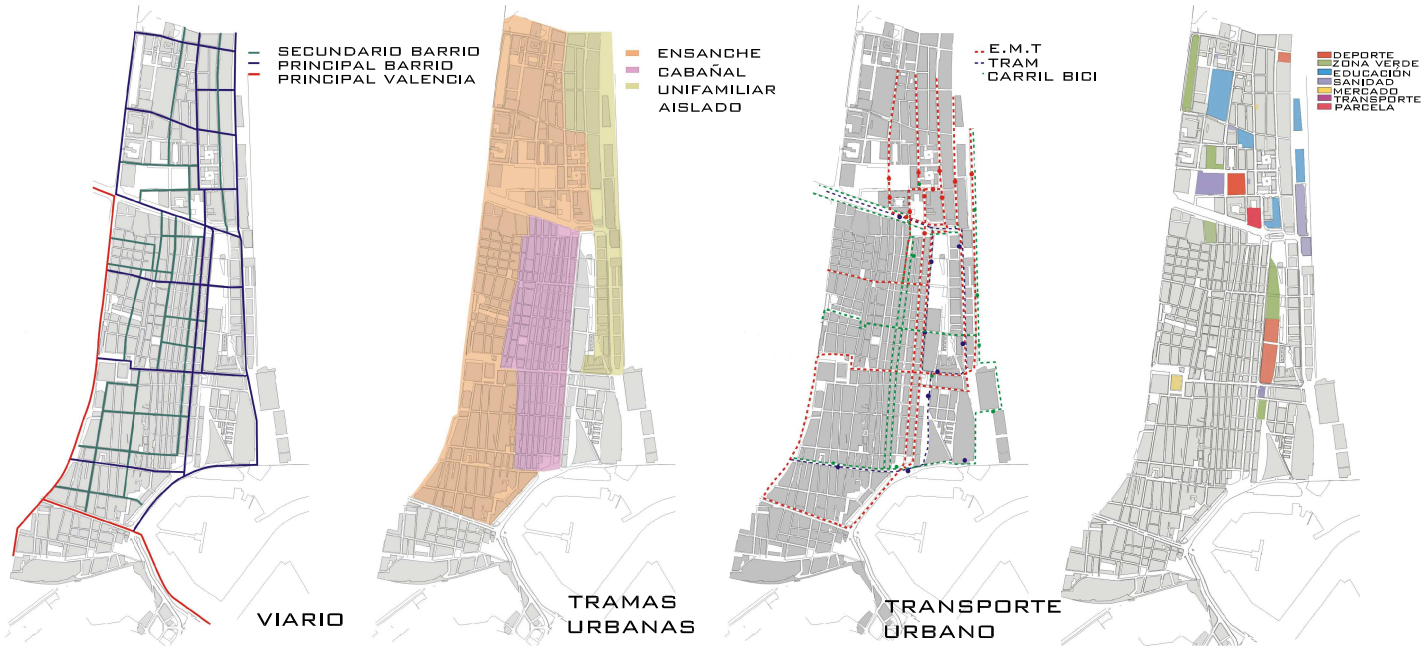 SECUNDARIO BARRIO
PRINCIPAL BARRIO
PRINCIPAL VALENCIA
VIARIO
ENSANCHE
CABAÑAL
UNIFAMILIAR
AISLADO
TRAMAS
URBANAS
E.M.T
TRAM
CARRIL BICI
TRANSPORTE
URBANO
DEPORTE
ZONA VERDE
EDUCACIÓN
SANIDAD
MERCADO
TRANSPORTE
PARCELA